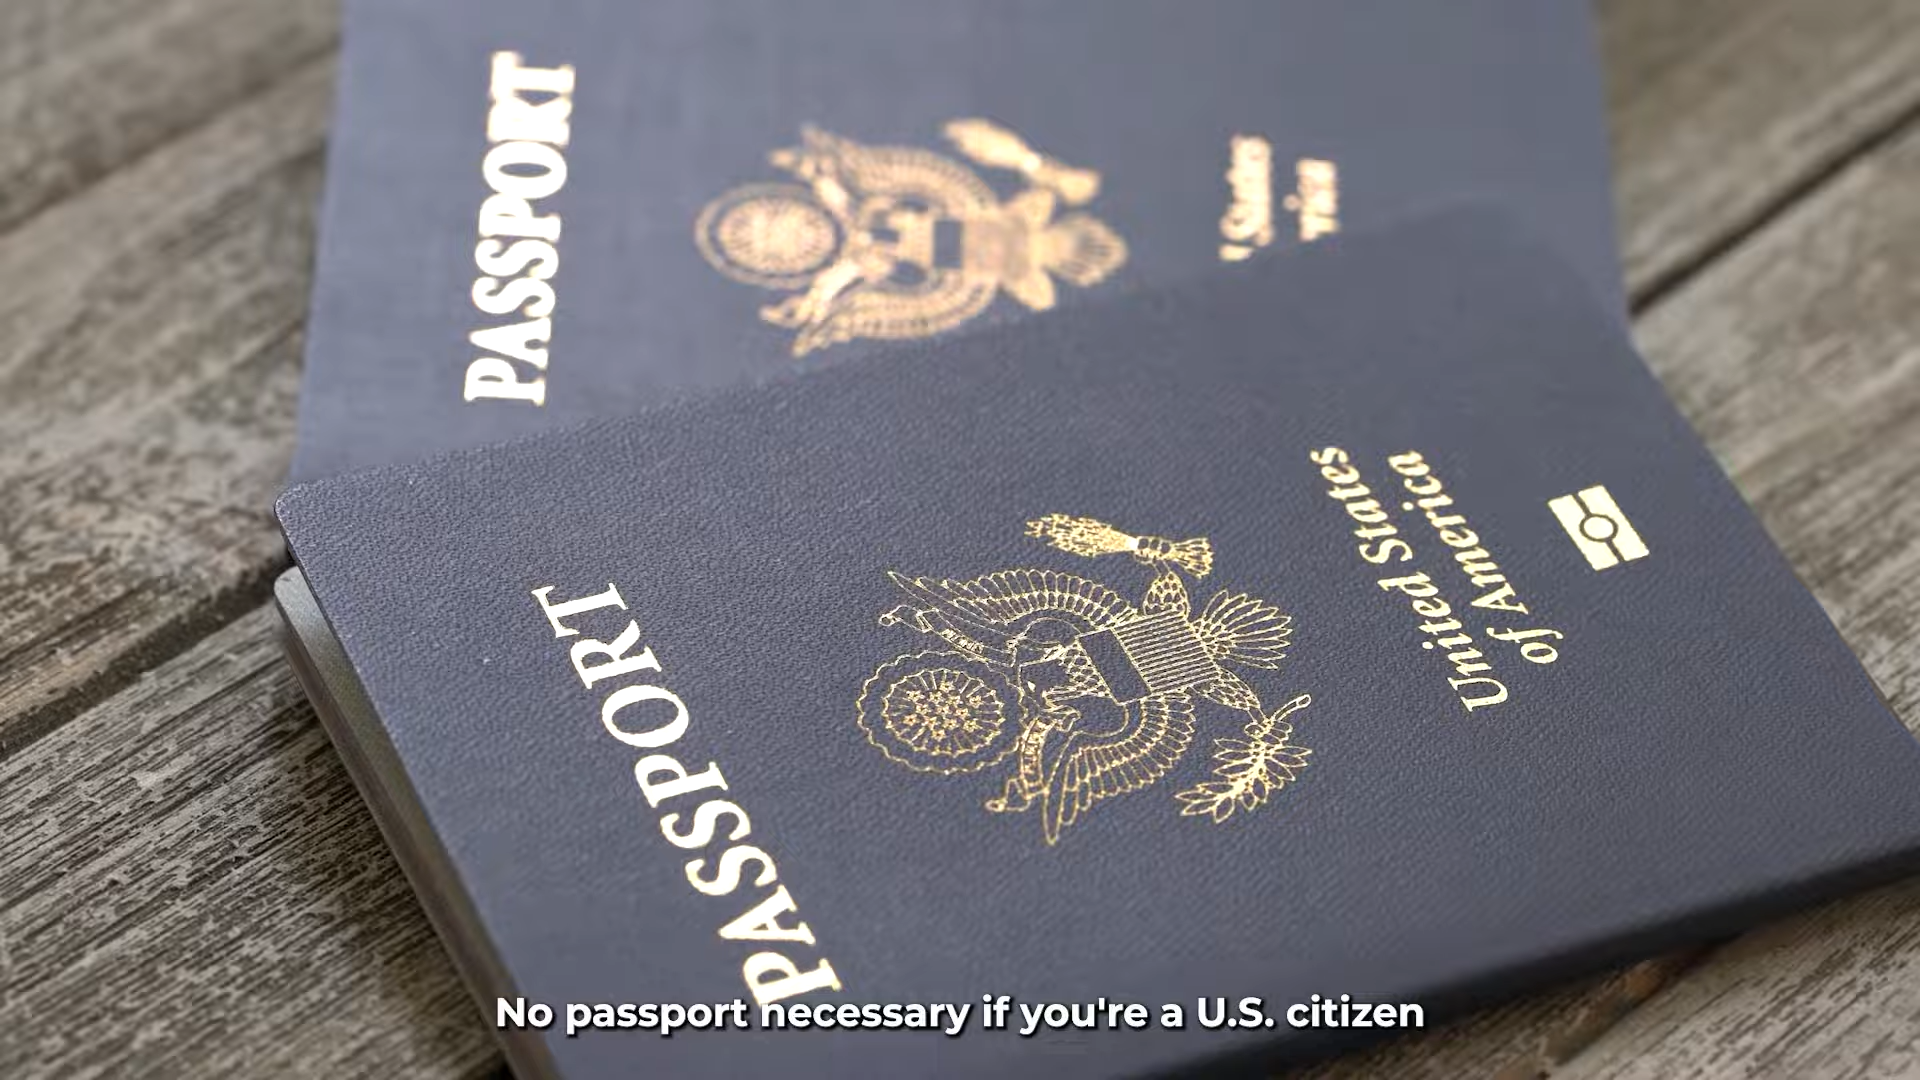 PASSPORT
PASSPORT
United States
of America
No passport necessary if you're a U.S. citizen